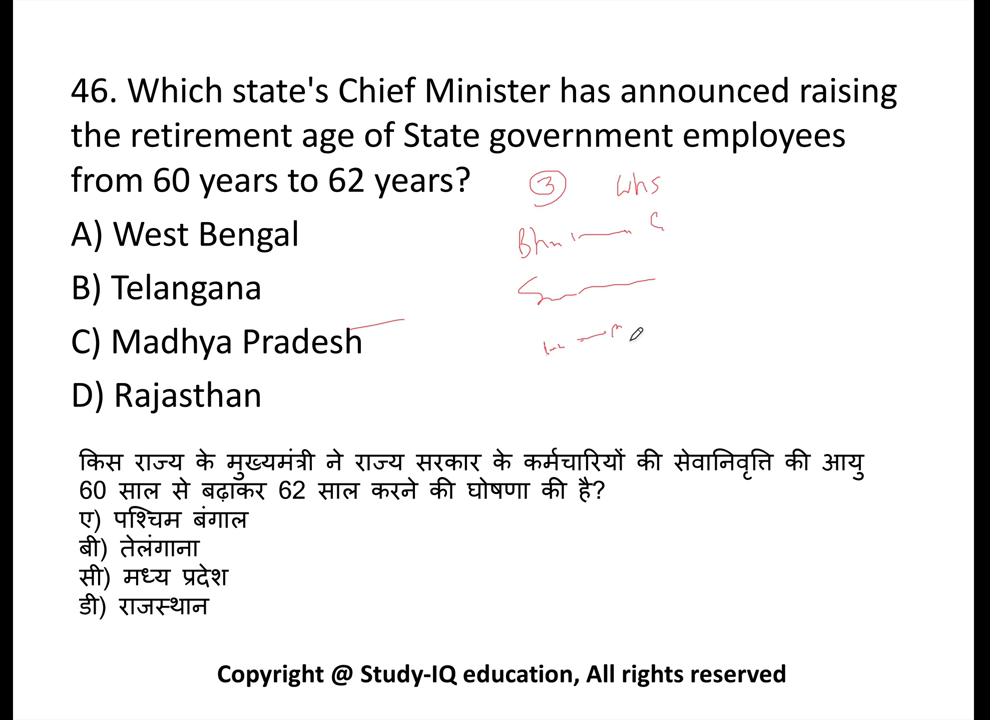 46. Which state's Chief Minister has announced raising
the retirement age of State government employees
from 60 years to 62 years?
3 Whs
A) West Bengal
B) Telangana
C) Madhya Pradesh
D) Rajasthan
किस राज्य के मुख्यमंत्री ने राज्य सरकार के कर्मचारियों की सेवानिवृत्ति की आयु
60 साल से बढ़ाकर 62 साल करने की घोषणा की है?
ए) पश्चिम बंगाल
बी) तेलंगाना
सी) मध्य प्रदेश
डी) राजस्थान
Copyright @ Study-IQ education, All rights reserved